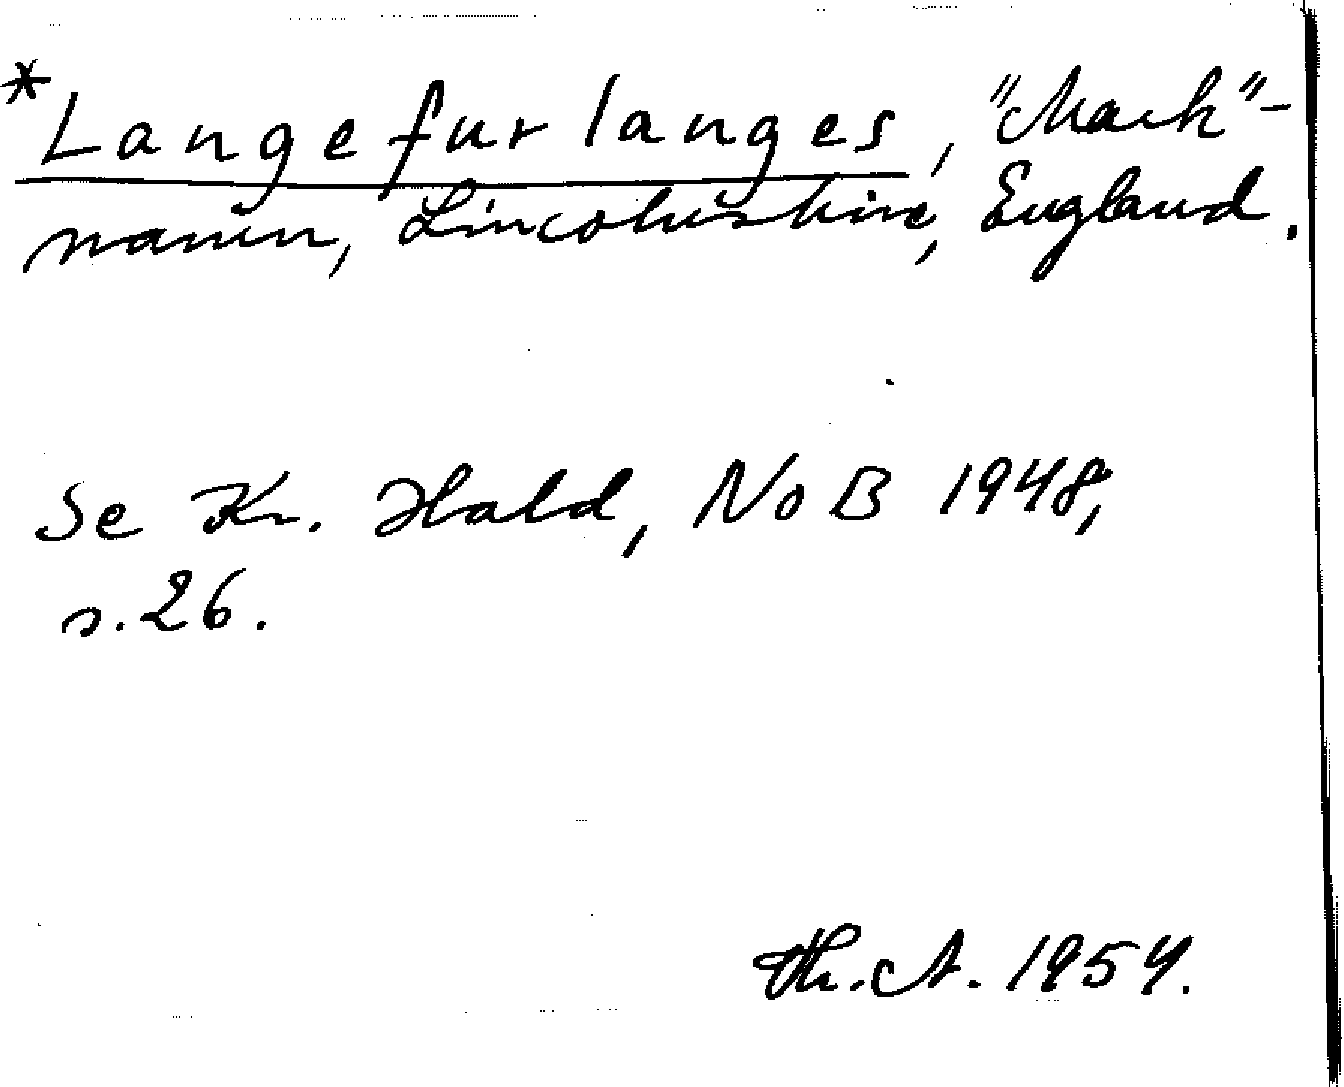 *Langefurlanges, "Mark"-
namn, Lincolnshire, England.
Se Kr. Hald, NoB 1948,
s. 26.
Th. A. 1954.